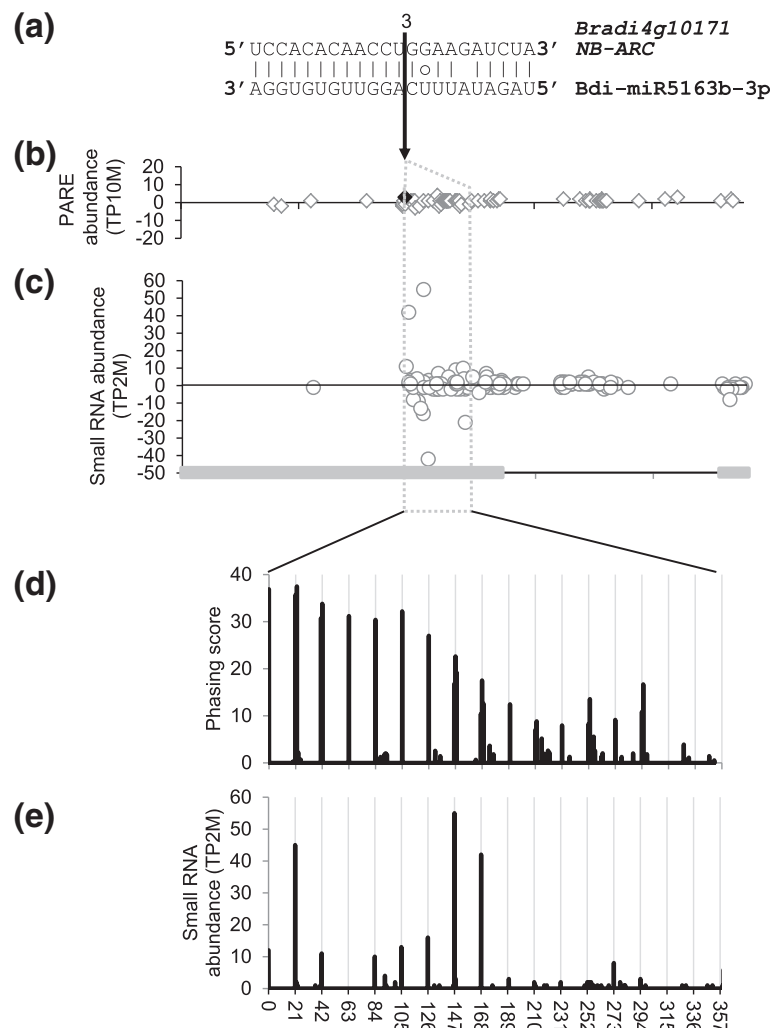 (a)
3
Bradi4g10171
5’UCCACACAACCUGGAAGAUCUA3’ NB-ARC
3’AGGUGUGUUGGACUUUAUAGAU5’ Bdi-miR5163b-3p
(b)
PARE
abundance
(TP10M)
20
10
0
-10
-20
(c)
Small RNA abundance
(TP2M)
60
50
40
30
20
10
0
-10
-20
-30
-40
-50
(d)
Phasing score
40
30
20
10
0
(e)
Small RNA
abundance (TP2M)
60
50
40
30
20
10
0
0 21 42 63 84 105 126 147 168 189 210 231 252 273 294 315 336 357